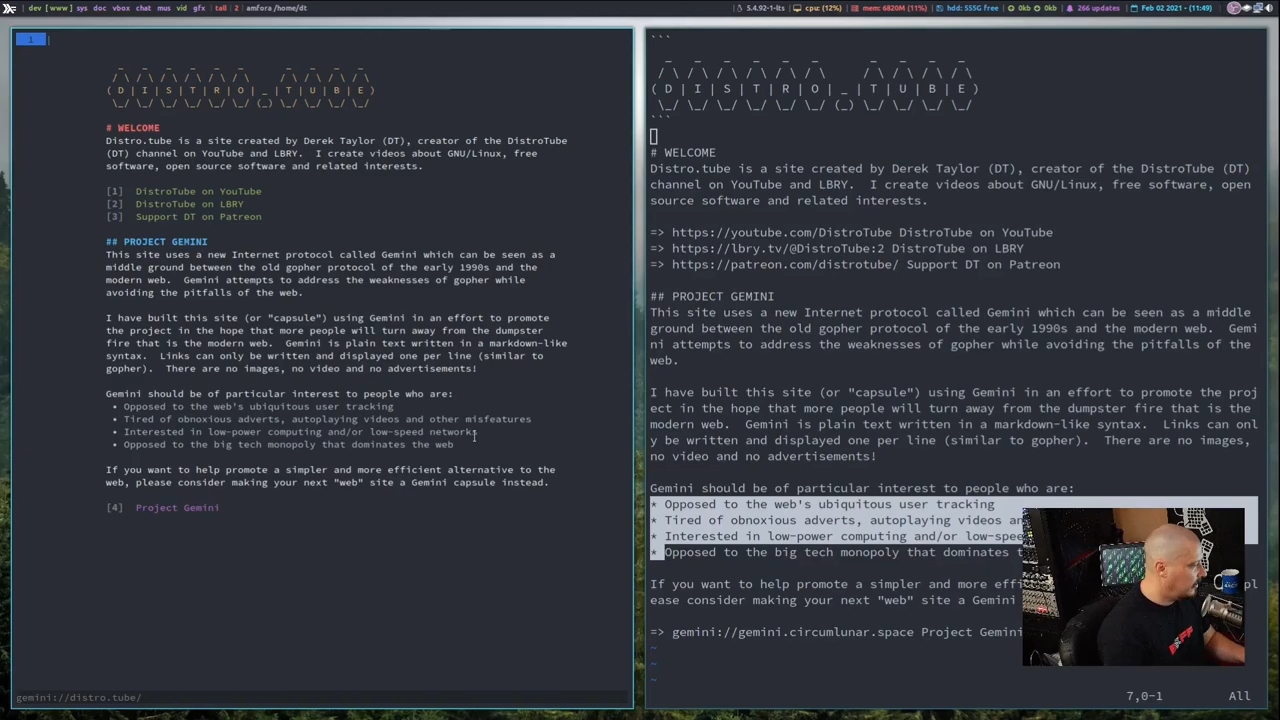 dev [ www ] sys doc vbox chat mus vid gfx | tall | 2 | amfora /home/dt
5.4.92-1-lts | cpu: (12%) | mem: 6820M (11%) | hdd: 555G free | 0kb 0kb | 266 updates | Feb 02 2021 - (11:49)
1
( D | I | S | T | R | O | _ | T | U | B | E )
# WELCOME
Distro.tube is a site created by Derek Taylor (DT), creator of the DistroTube
(DT) channel on YouTube and LBRY.  I create videos about GNU/Linux, free
software, open source software and related interests.
[1]  DistroTube on YouTube
[2]  DistroTube on LBRY
[3]  Support DT on Patreon
## PROJECT GEMINI
This site uses a new Internet protocol called Gemini which can be seen as a
middle ground between the old gopher protocol of the early 1990s and the
modern web.  Gemini attempts to address the weaknesses of gopher while
avoiding the pitfalls of the web.
I have built this site (or "capsule") using Gemini in an effort to promote
the project in the hope that more people will turn away from the dumpster
fire that is the modern web.  Gemini is plain text written in a markdown-like
syntax.  Links can only be written and displayed one per line (similar to
gopher).  There are no images, no video and no advertisements!
Gemini should be of particular interest to people who are:
• Opposed to the web's ubiquitous user tracking
• Tired of obnoxious adverts, autoplaying videos and other misfeatures
• Interested in low-power computing and/or low-speed networks
• Opposed to the big tech monopoly that dominates the web
If you want to help promote a simpler and more efficient alternative to the
web, please consider making your next "web" site a Gemini capsule instead.
[4]  Project Gemini
gemini://distro.tube/
```
( D | I | S | T | R | O | _ | T | U | B | E )
```
# WELCOME
Distro.tube is a site created by Derek Taylor (DT), creator of the DistroTube (DT)
channel on YouTube and LBRY.  I create videos about GNU/Linux, free software, open
source software and related interests.
=> https://youtube.com/DistroTube DistroTube on YouTube
=> https://lbry.tv/@DistroTube:2 DistroTube on LBRY
=> https://patreon.com/distrotube/ Support DT on Patreon
## PROJECT GEMINI
This site uses a new Internet protocol called Gemini which can be seen as a middle
ground between the old gopher protocol of the early 1990s and the modern web.  Gemi
ni attempts to address the weaknesses of gopher while avoiding the pitfalls of the
web.
I have built this site (or "capsule") using Gemini in an effort to promote the proj
ect in the hope that more people will turn away from the dumpster fire that is the
modern web.  Gemini is plain text written in a markdown-like syntax.  Links can onl
y be written and displayed one per line (similar to gopher).  There are no images,
no video and no advertisements!
Gemini should be of particular interest to people who are:
* Opposed to the web's ubiquitous user tracking
* Tired of obnoxious adverts, autoplaying videos an
* Interested in low-power computing and/or low-spee
* Opposed to the big tech monopoly that dominates t
If you want to help promote a simpler and more effi pl
ease consider making your next "web" site a Gemini
=> gemini://gemini.circumlunar.space Project Gemini
~
~
~
7,0-1 All